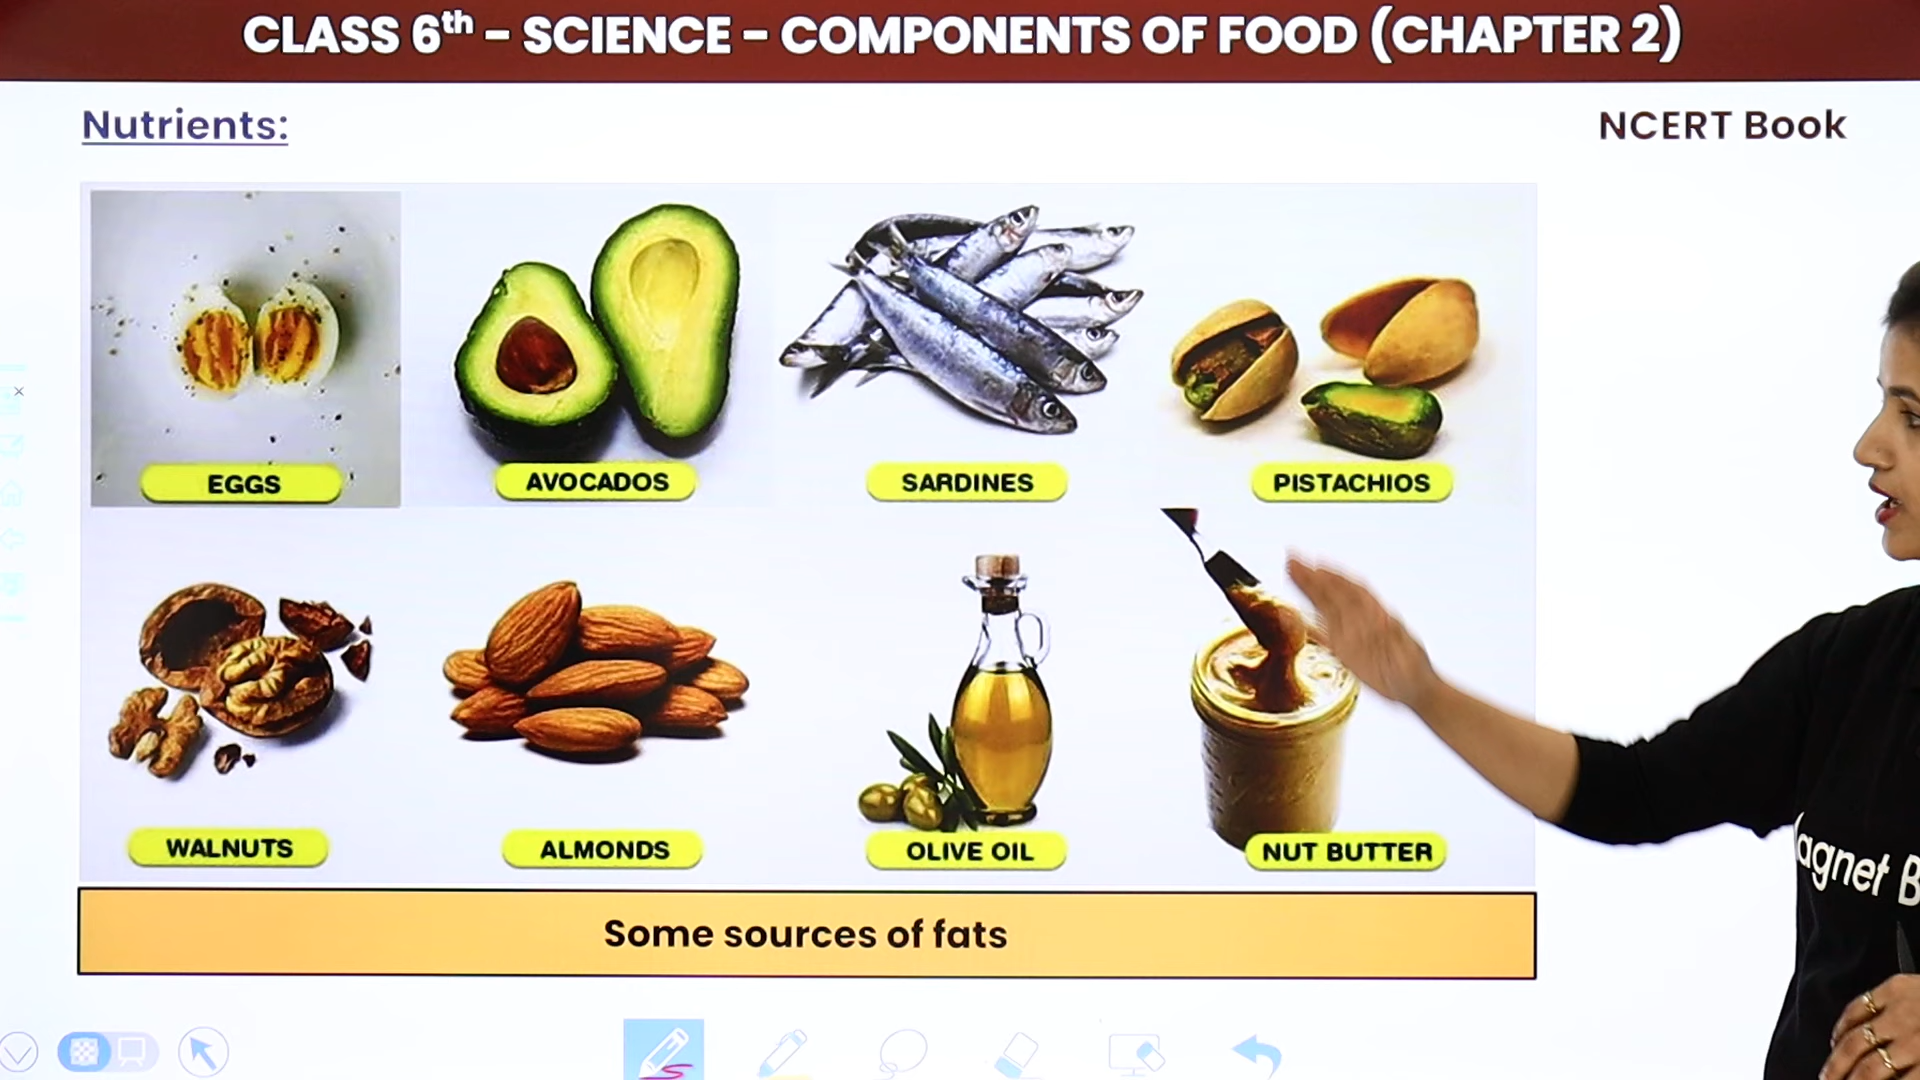 CLASS 6th – SCIENCE – COMPONENTS OF FOOD (CHAPTER 2)
Nutrients:
NCERT Book
EGGS
AVOCADOS
SARDINES
PISTACHIOS
WALNUTS
ALMONDS
OLIVE OIL
NUT BUTTER
Some sources of fats
agnet B